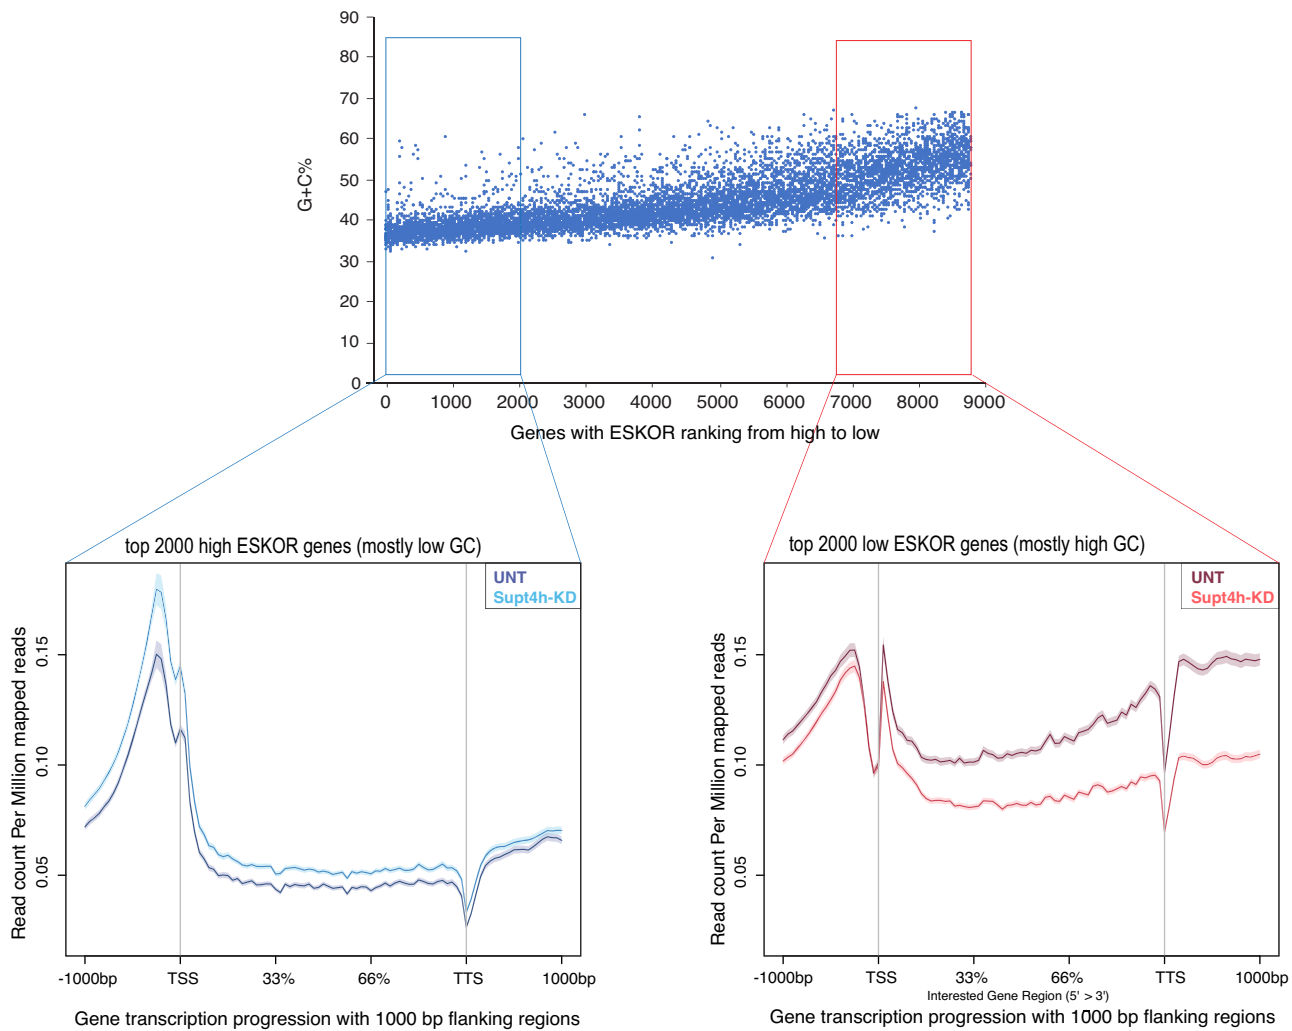 90
80
70
60
50
40
30
20
10
0
G+C%
0 1000 2000 3000 4000 5000 6000 7000 8000 9000
Genes with ESKOR ranking from high to low
top 2000 high ESKOR genes (mostly low GC)
UNT
Supt4h-KD
0.15
0.10
0.05
Read count Per Million mapped reads
-1000bp TSS 33% 66% TTS 1000bp
Gene transcription progression with 1000 bp flanking regions
top 2000 low ESKOR genes (mostly high GC)
UNT
Supt4h-KD
0.15
0.10
0.05
Read count Per Million mapped reads
-1000bp TSS 33% 66% TTS 1000bp
Interested Gene Region (5' > 3')
Gene transcription progression with 1000 bp flanking regions